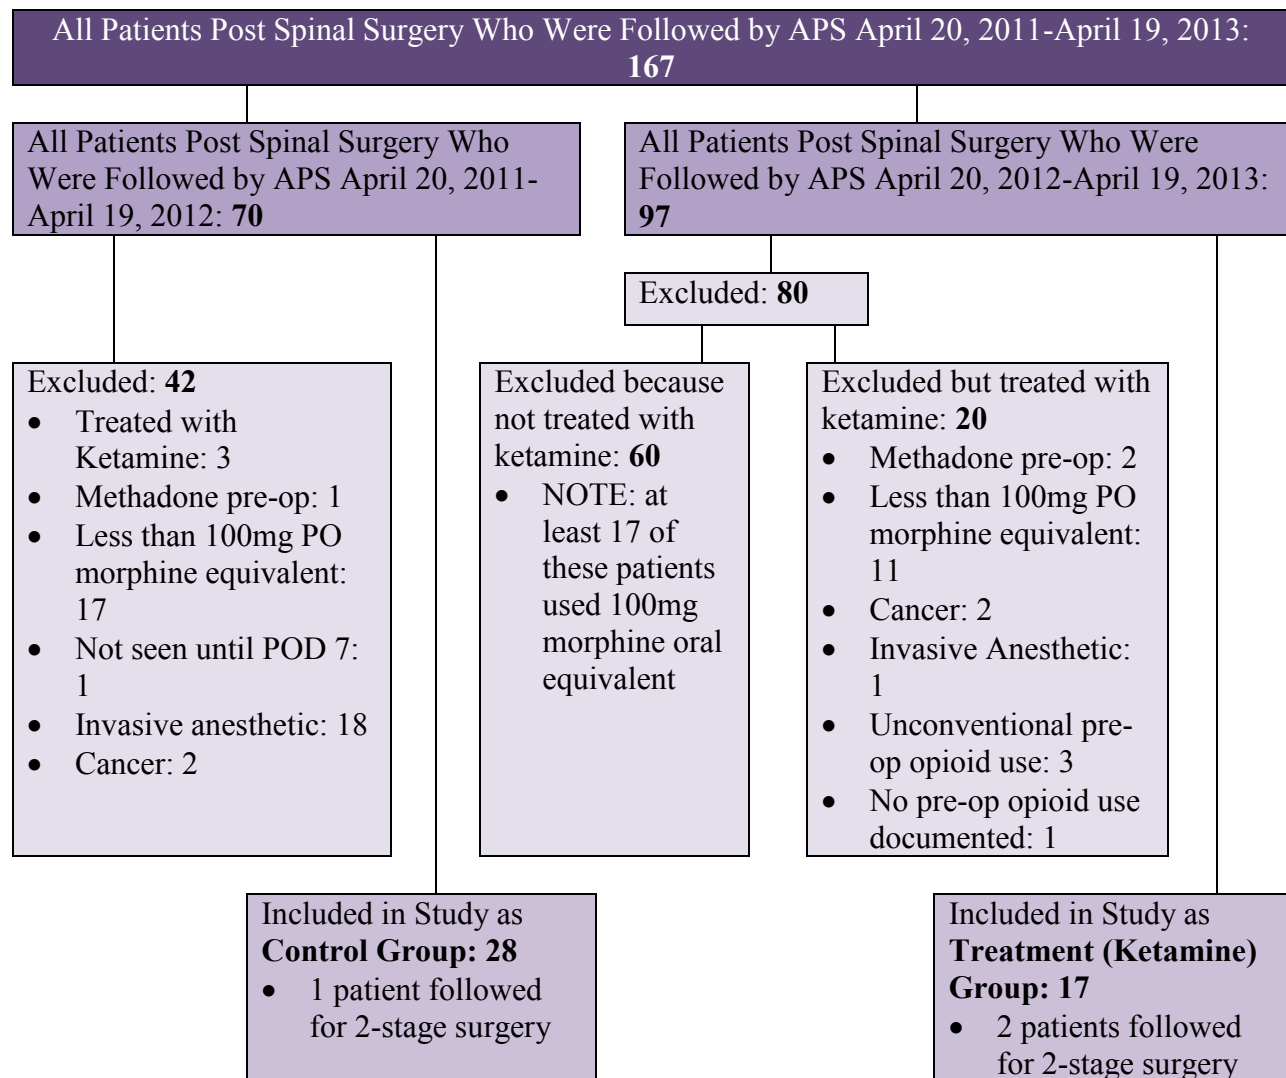 All Patients Post Spinal Surgery Who Were Followed by APS April 20, 2011-April 19, 2013:
167
All Patients Post Spinal Surgery Who
Were Followed by APS April 20, 2011-
April 19, 2012: 70
All Patients Post Spinal Surgery Who Were
Followed by APS April 20, 2012-April 19, 2013:
97
Excluded: 80
Excluded: 42
• Treated with
Ketamine: 3
• Methadone pre-op: 1
• Less than 100mg PO
morphine equivalent:
17
• Not seen until POD 7:
1
• Invasive anesthetic: 18
• Cancer: 2
Excluded because
not treated with
ketamine: 60
• NOTE: at
least 17 of
these patients
used 100mg
morphine oral
equivalent
Excluded but treated with
ketamine: 20
• Methadone pre-op: 2
• Less than 100mg PO
morphine equivalent:
11
• Cancer: 2
• Invasive Anesthetic:
1
• Unconventional pre-
op opioid use: 3
• No pre-op opioid use
documented: 1
Included in Study as
Control Group: 28
• 1 patient followed
for 2-stage surgery
Included in Study as
Treatment (Ketamine)
Group: 17
• 2 patients followed
for 2-stage surgery